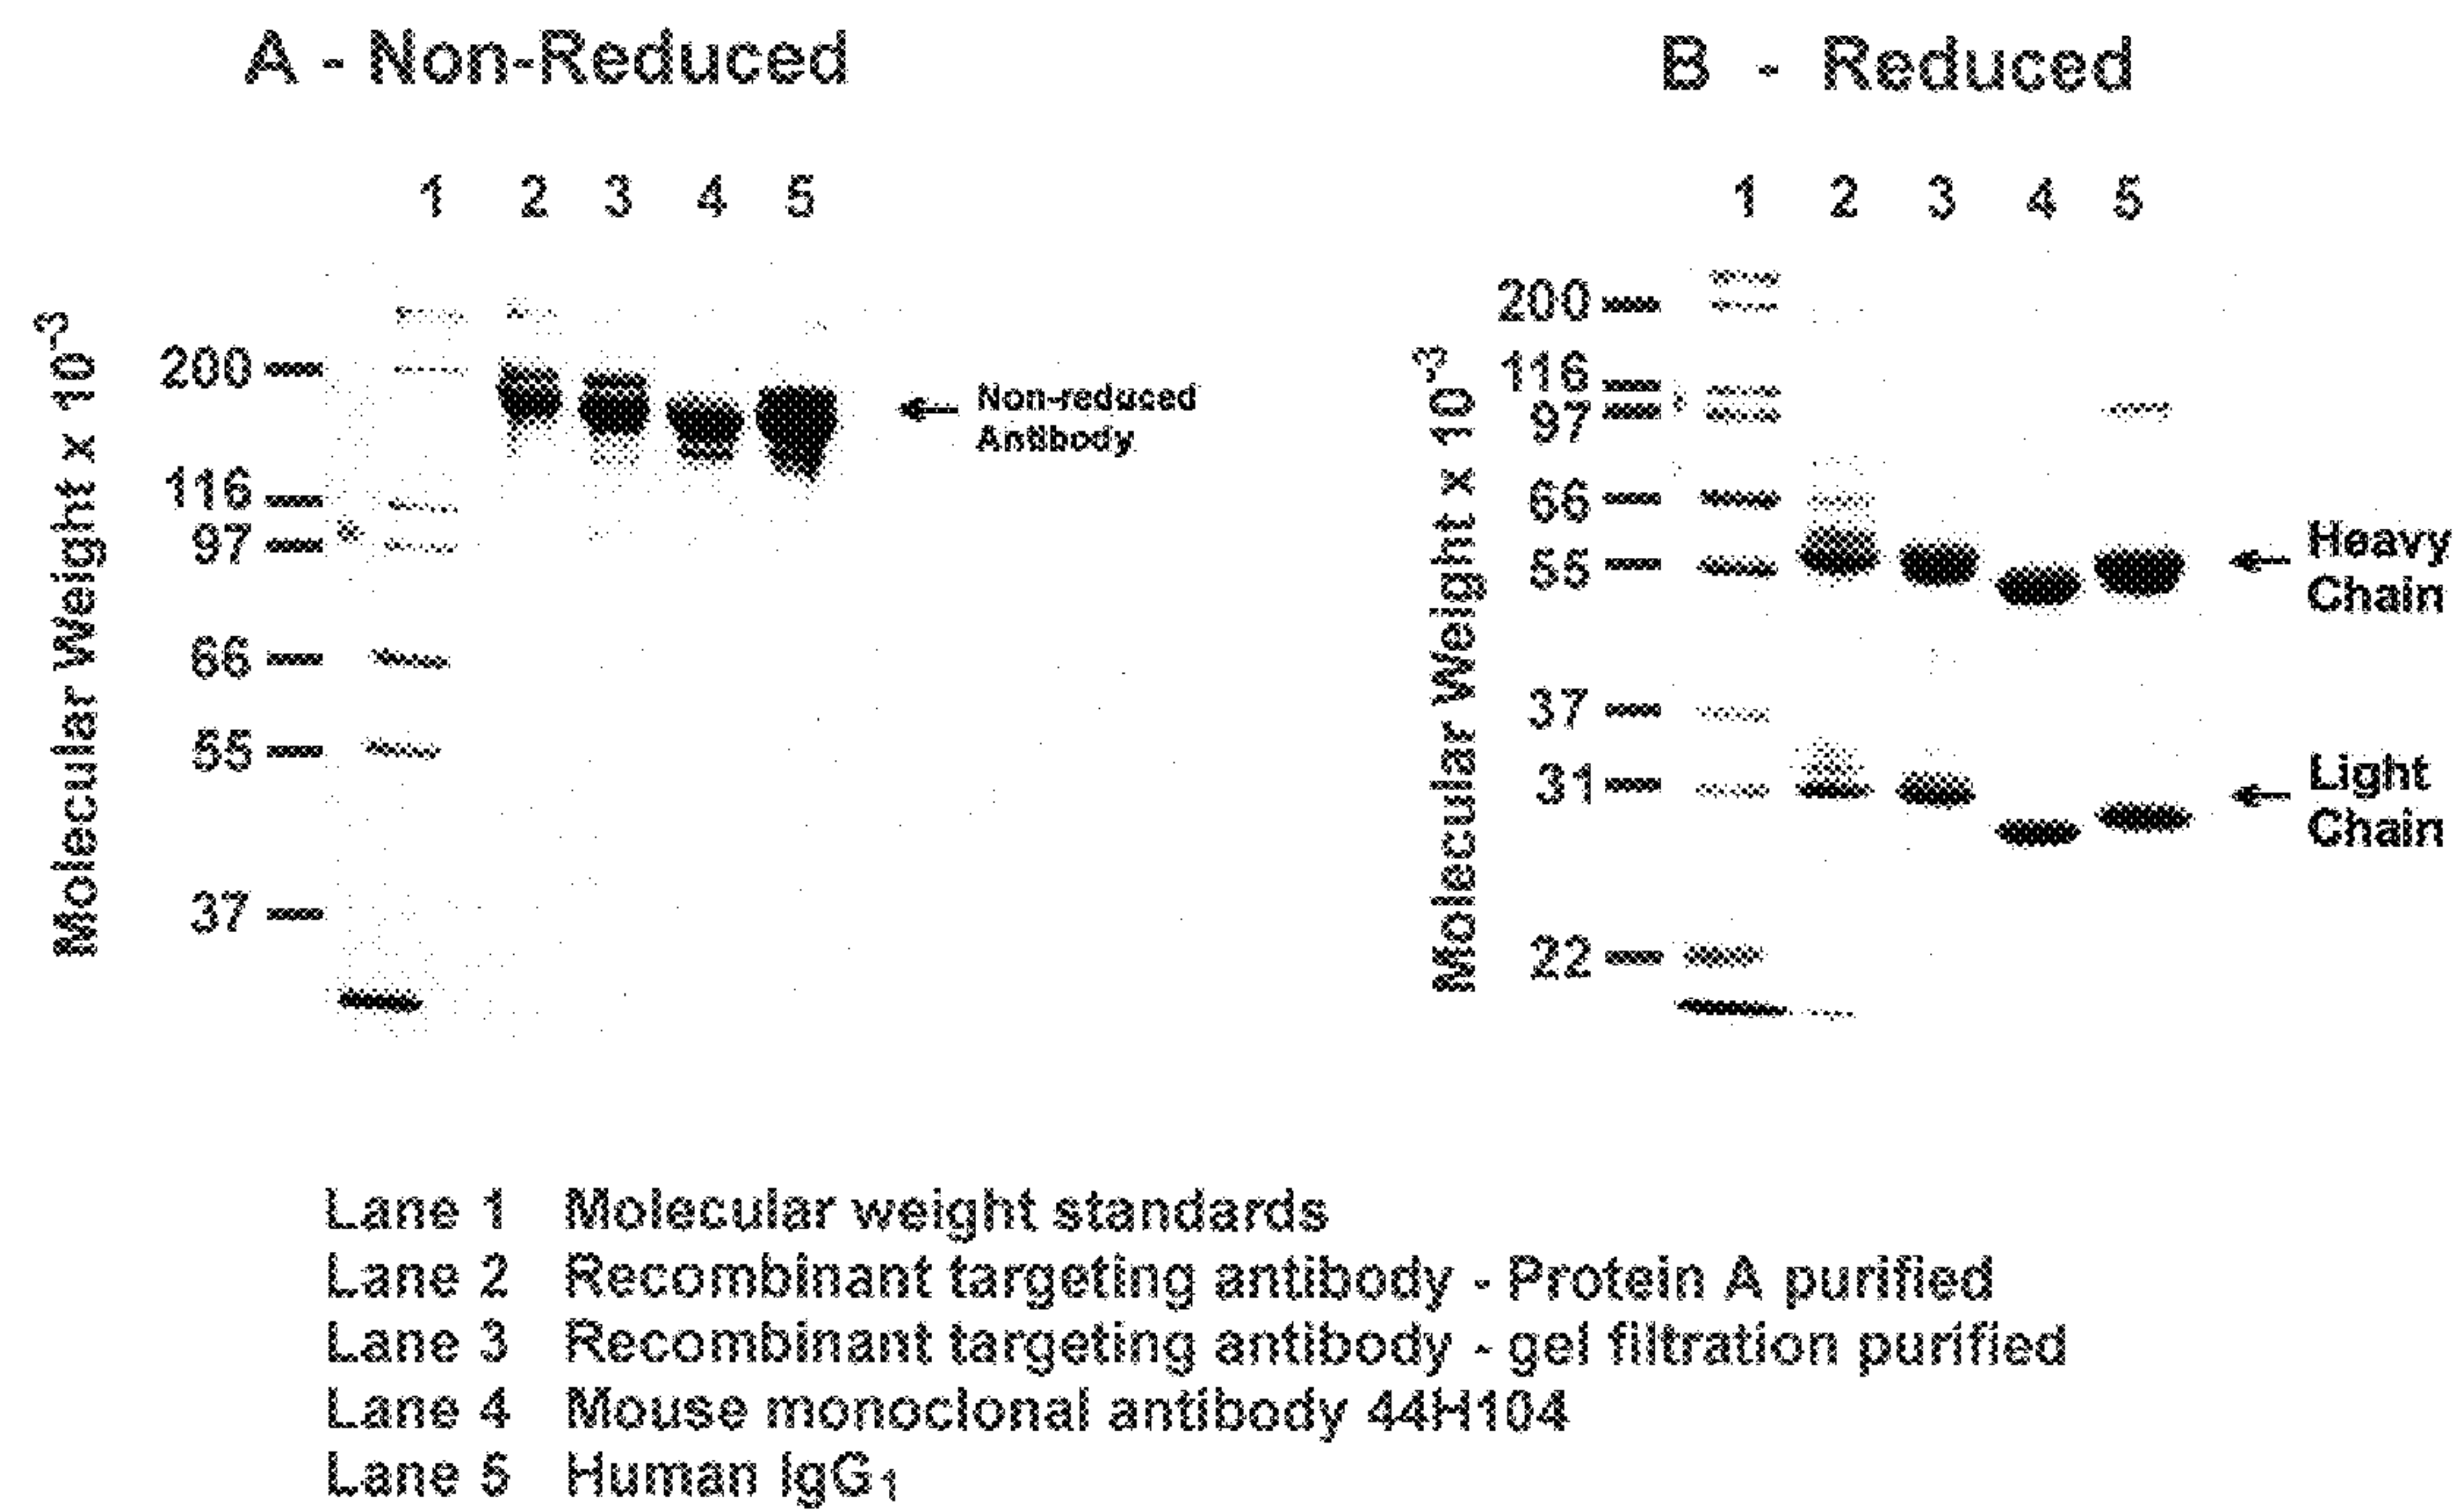 A - Non-Reduced
1 2 3 4 5
Molecular Weight x 10⁻³
200
116
97
66
55
37
Non-reduced
Antibody
B - Reduced
1 2 3 4 5
Molecular Weight x 10⁻³
200
116
97
66
55
37
31
22
Heavy
Chain
Light
Chain
Lane 1 Molecular weight standards
Lane 2 Recombinant targeting antibody - Protein A purified
Lane 3 Recombinant targeting antibody - gel filtration purified
Lane 4 Mouse monoclonal antibody 44H104
Lane 5 Human IgG₁